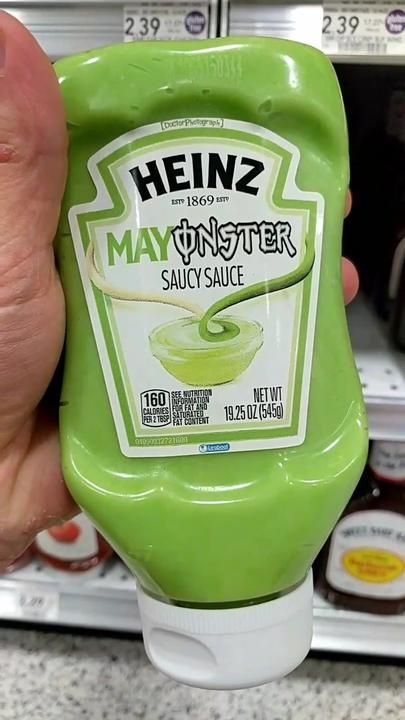 2.39
2.39
[DoctorPhotograph]
HEINZ
ESTD 1869 ESTD
MAYONSTER
SAUCY SAUCE
160
CALORIES
PER 2 TBSP
SEE NUTRITION
INFORMATION
FOR FAT AND
SATURATED
FAT CONTENT
NET WT
19.25 OZ (545g)